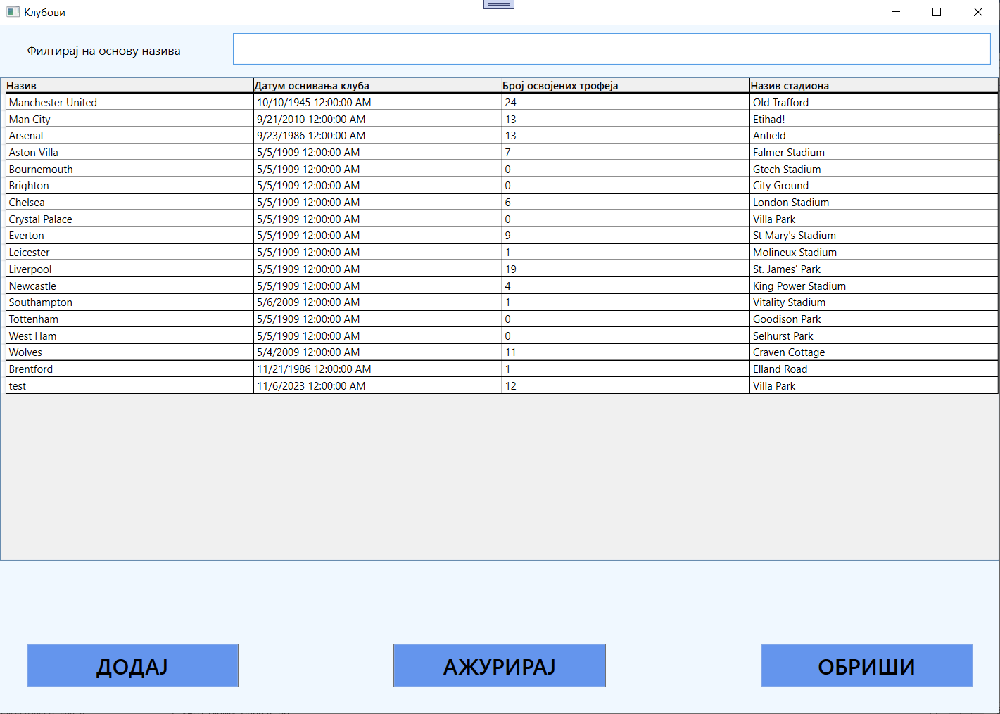 Клубови
Филтирај на основу назива
Назив Датум оснивања клуба Број освојених трофеја Назив стадиона
Manchester United 10/10/1945 12:00:00 AM 24 Old Trafford
Man City 9/21/2010 12:00:00 AM 13 Etihad!
Arsenal 9/23/1986 12:00:00 AM 13 Anfield
Aston Villa 5/5/1909 12:00:00 AM 7 Falmer Stadium
Bournemouth 5/5/1909 12:00:00 AM 0 Gtech Stadium
Brighton 5/5/1909 12:00:00 AM 0 City Ground
Chelsea 5/5/1909 12:00:00 AM 6 London Stadium
Crystal Palace 5/5/1909 12:00:00 AM 0 Villa Park
Everton 5/5/1909 12:00:00 AM 9 St Mary's Stadium
Leicester 5/5/1909 12:00:00 AM 1 Molineux Stadium
Liverpool 5/5/1909 12:00:00 AM 19 St. James' Park
Newcastle 5/5/1909 12:00:00 AM 4 King Power Stadium
Southampton 5/6/2009 12:00:00 AM 1 Vitality Stadium
Tottenham 5/5/1909 12:00:00 AM 0 Goodison Park
West Ham 5/5/1909 12:00:00 AM 0 Selhurst Park
Wolves 5/4/2009 12:00:00 AM 11 Craven Cottage
Brentford 11/21/1986 12:00:00 AM 1 Elland Road
test 11/6/2023 12:00:00 AM 12 Villa Park
ДОДАЈ АЖУРИРАЈ ОБРИШИ